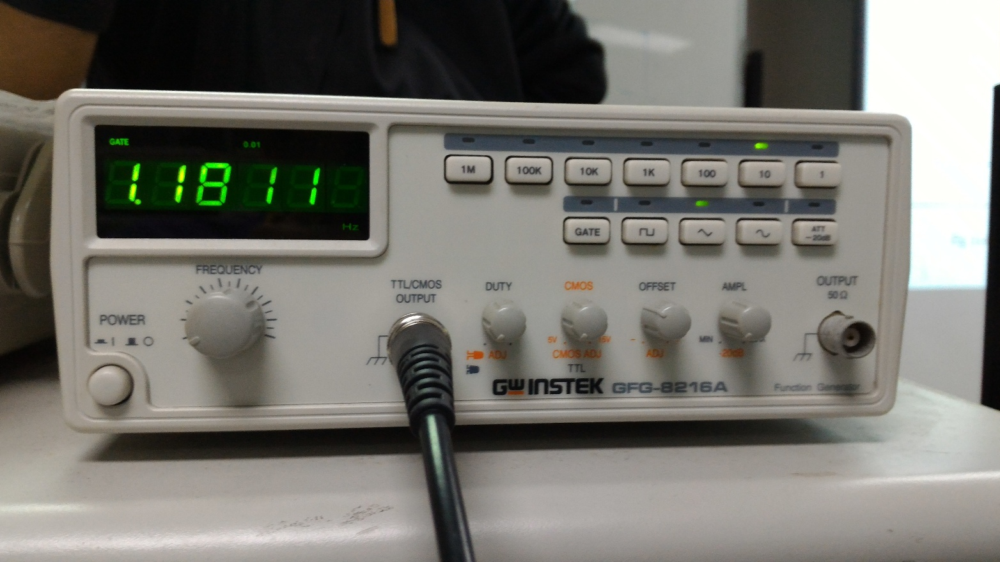 GATE 0.01
1.1811
Hz
1M 100K 10K 1K 100 10 1
GATE ATT
-20dB
FREQUENCY
POWER
TTL/CMOS
OUTPUT
DUTY CMOS OFFSET AMPL
OUTPUT
50Ω
5V 15V - MIN
ADJ CMOS ADJ ADJ -20dB
TTL
GW INSTEK GFG-8216A Function Generator